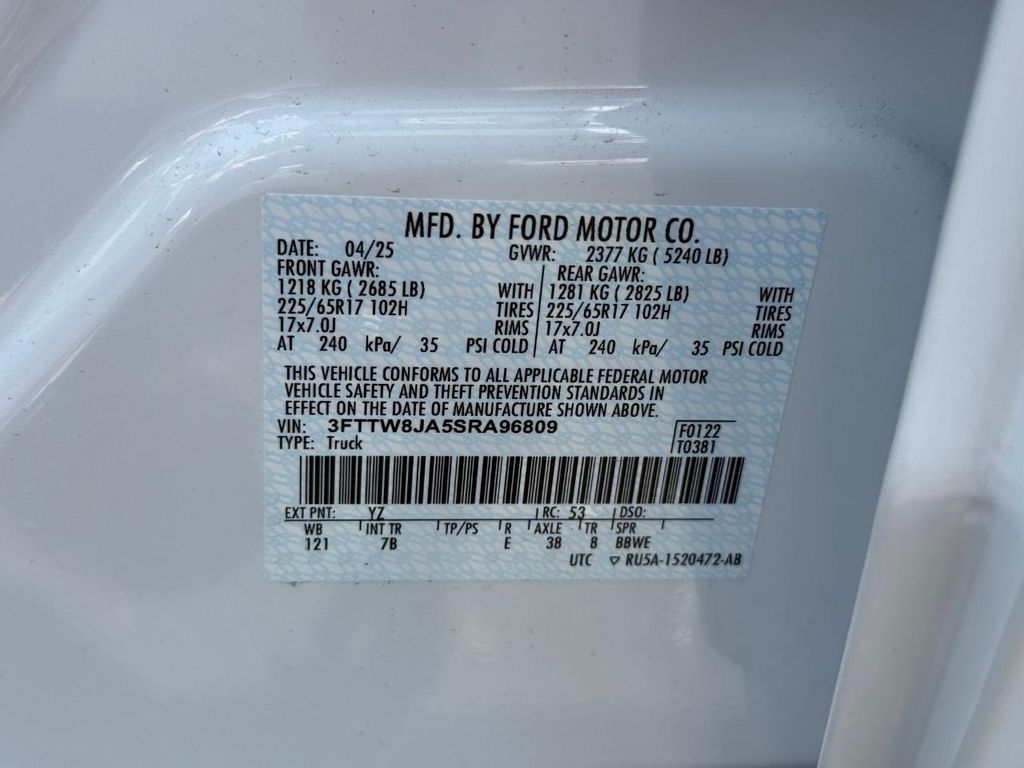 MFD. BY FORD MOTOR CO.
DATE: 04/25 GVWR: 2377 KG ( 5240 LB)
FRONT GAWR: REAR GAWR:
1218 KG ( 2685 LB) WITH 1281 KG ( 2825 LB) WITH
225/65R17 102H TIRES 225/65R17 102H TIRES
17x7.0J RIMS 17x7.0J RIMS
AT 240 kPa/ 35 PSI COLD AT 240 kPa/ 35 PSI COLD
THIS VEHICLE CONFORMS TO ALL APPLICABLE FEDERAL MOTOR
VEHICLE SAFETY AND THEFT PREVENTION STANDARDS IN
EFFECT ON THE DATE OF MANUFACTURE SHOWN ABOVE.
VIN: 3FTTW8JA5SRA96809 F0122
TYPE: Truck T0381
EXT PNT: YZ RC: 53 DSO:
WB INT TR TP/PS R AXLE TR SPR
121 7B E 38 8 BBWE
UTC ▽ RU5A-1520472-AB